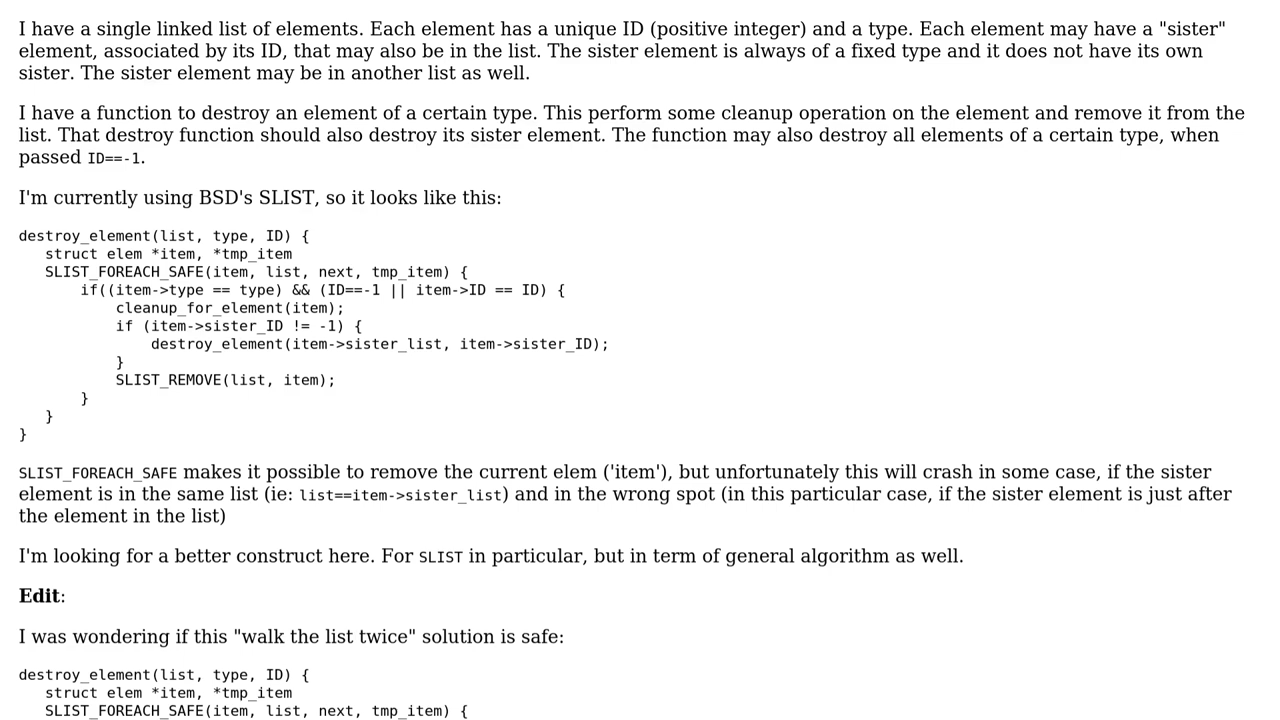 I have a single linked list of elements. Each element has a unique ID (positive integer) and a type. Each element may have a "sister"
element, associated by its ID, that may also be in the list. The sister element is always of a fixed type and it does not have its own
sister. The sister element may be in another list as well.
I have a function to destroy an element of a certain type. This perform some cleanup operation on the element and remove it from the
list. That destroy function should also destroy its sister element. The function may also destroy all elements of a certain type, when
passed ID==-1.
I'm currently using BSD's SLIST, so it looks like this:
destroy_element(list, type, ID) {
   struct elem *item, *tmp_item
   SLIST_FOREACH_SAFE(item, list, next, tmp_item) {
       if((item->type == type) && (ID==-1 || item->ID == ID) {
           cleanup_for_element(item);
           if (item->sister_ID != -1) {
               destroy_element(item->sister_list, item->sister_ID);
           }
           SLIST_REMOVE(list, item);
       }
   }
}
SLIST_FOREACH_SAFE makes it possible to remove the current elem ('item'), but unfortunately this will crash in some case, if the sister
element is in the same list (ie: list==item->sister_list) and in the wrong spot (in this particular case, if the sister element is just after
the element in the list)
I'm looking for a better construct here. For SLIST in particular, but in term of general algorithm as well.
Edit:
I was wondering if this "walk the list twice" solution is safe:
destroy_element(list, type, ID) {
   struct elem *item, *tmp_item
   SLIST_FOREACH_SAFE(item, list, next, tmp_item) {